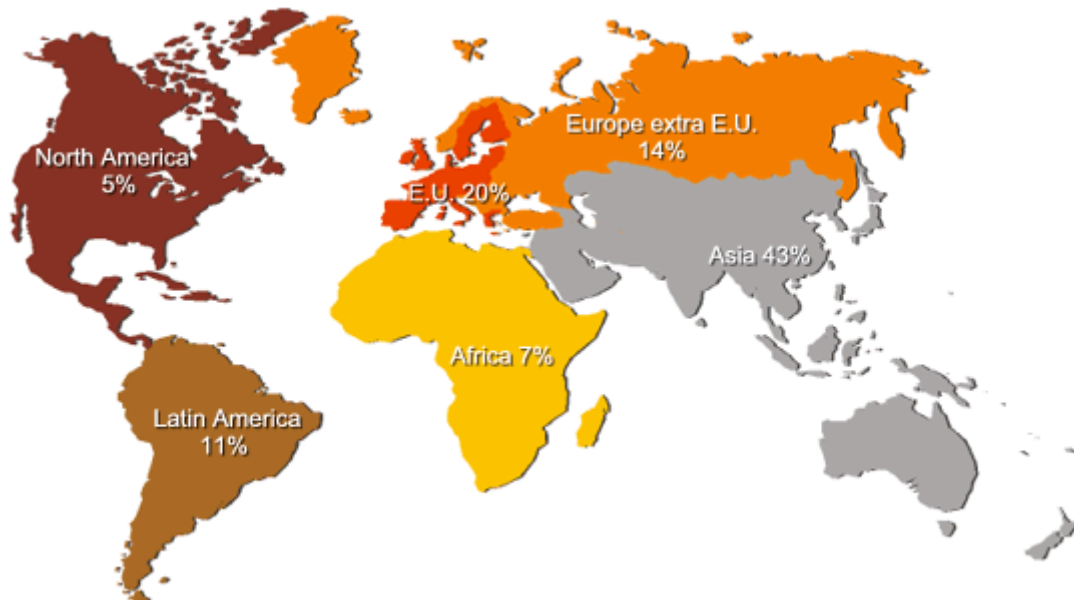 Europe extra E.U.
14%
North America
5%
E.U. 20%
Asia 43%
Africa 7%
Latin America
11%